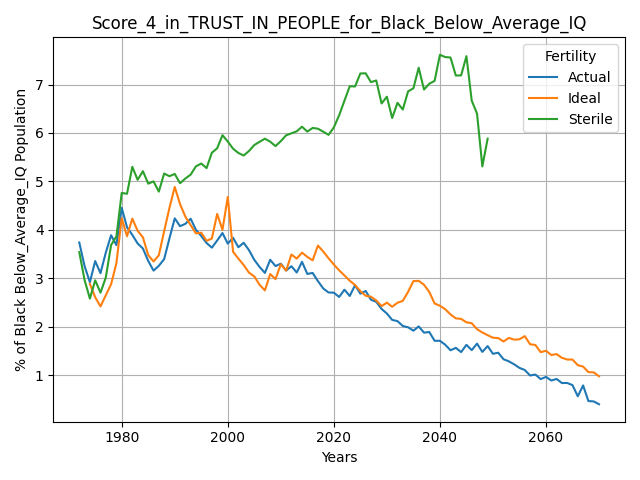 Score_4_in_TRUST_IN_PEOPLE_for_Black_Below_Average_IQ
% of Black Below_Average_IQ Population
7
6
5
4
3
2
1
Fertility
Actual
Ideal
Sterile
1980
2000
2020
2040
2060
Years